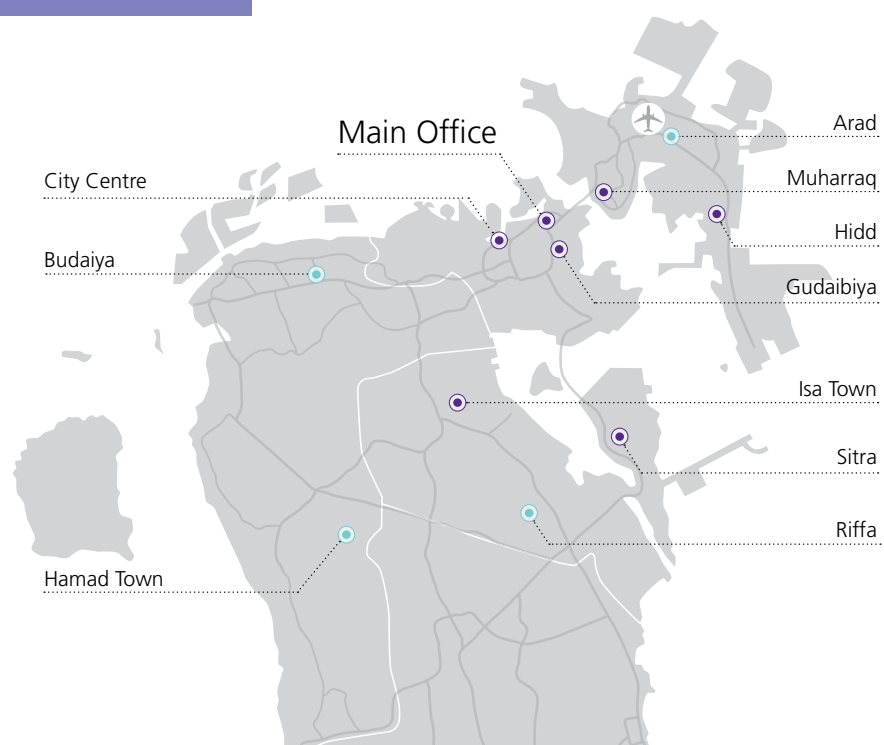 Main Office
City Centre
Budaiya
Hamad Town
Arad
Muharraq
Hidd
Gudaibiya
Isa Town
Sitra
Riffa